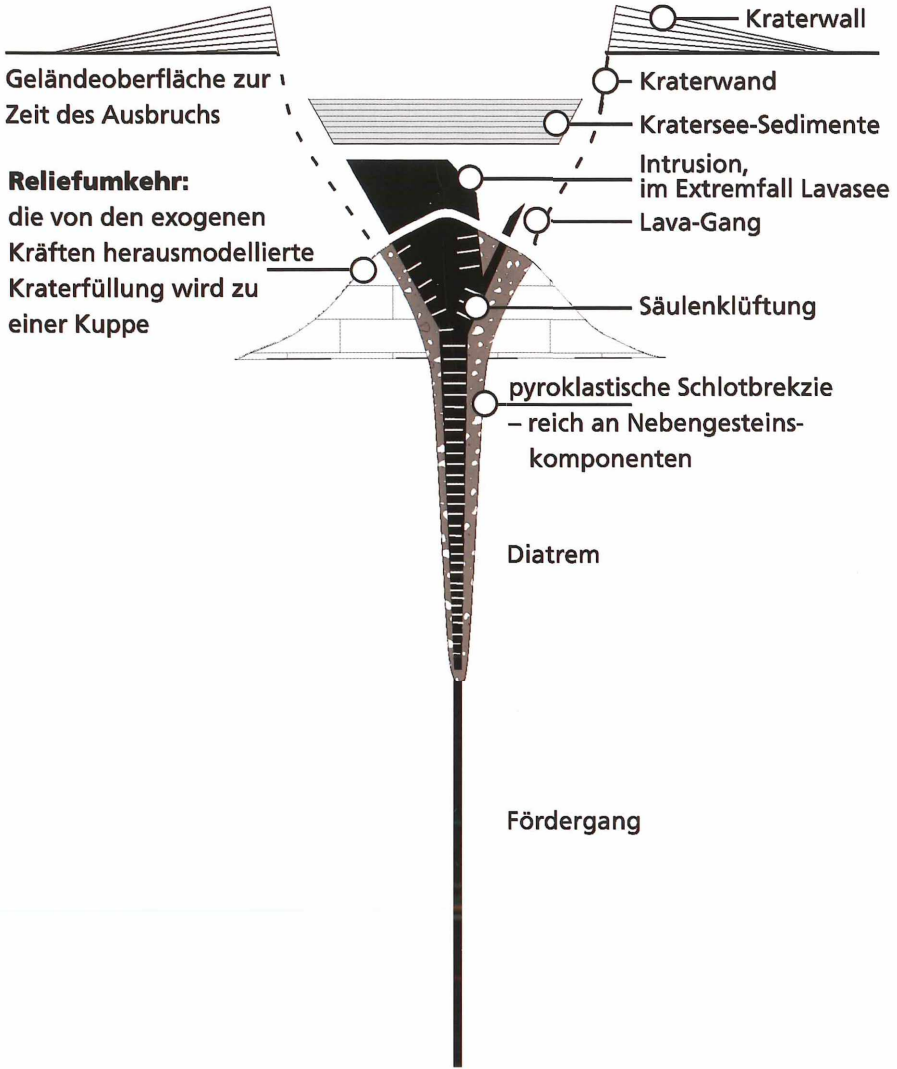 Kraterwall
Geländeoberfläche zur
Zeit des Ausbruchs
Kraterwand
Kratersee-Sedimente
Reliefumkehr:
die von den exogenen
Kräften herausmodellierte
Kraterfüllung wird zu
einer Kuppe
Intrusion,
im Extremfall Lavasee
Lava-Gang
Säulenklüftung
pyroklastische Schlotbrekzie
– reich an Nebengesteins-
komponenten
Diatrem
Fördergang